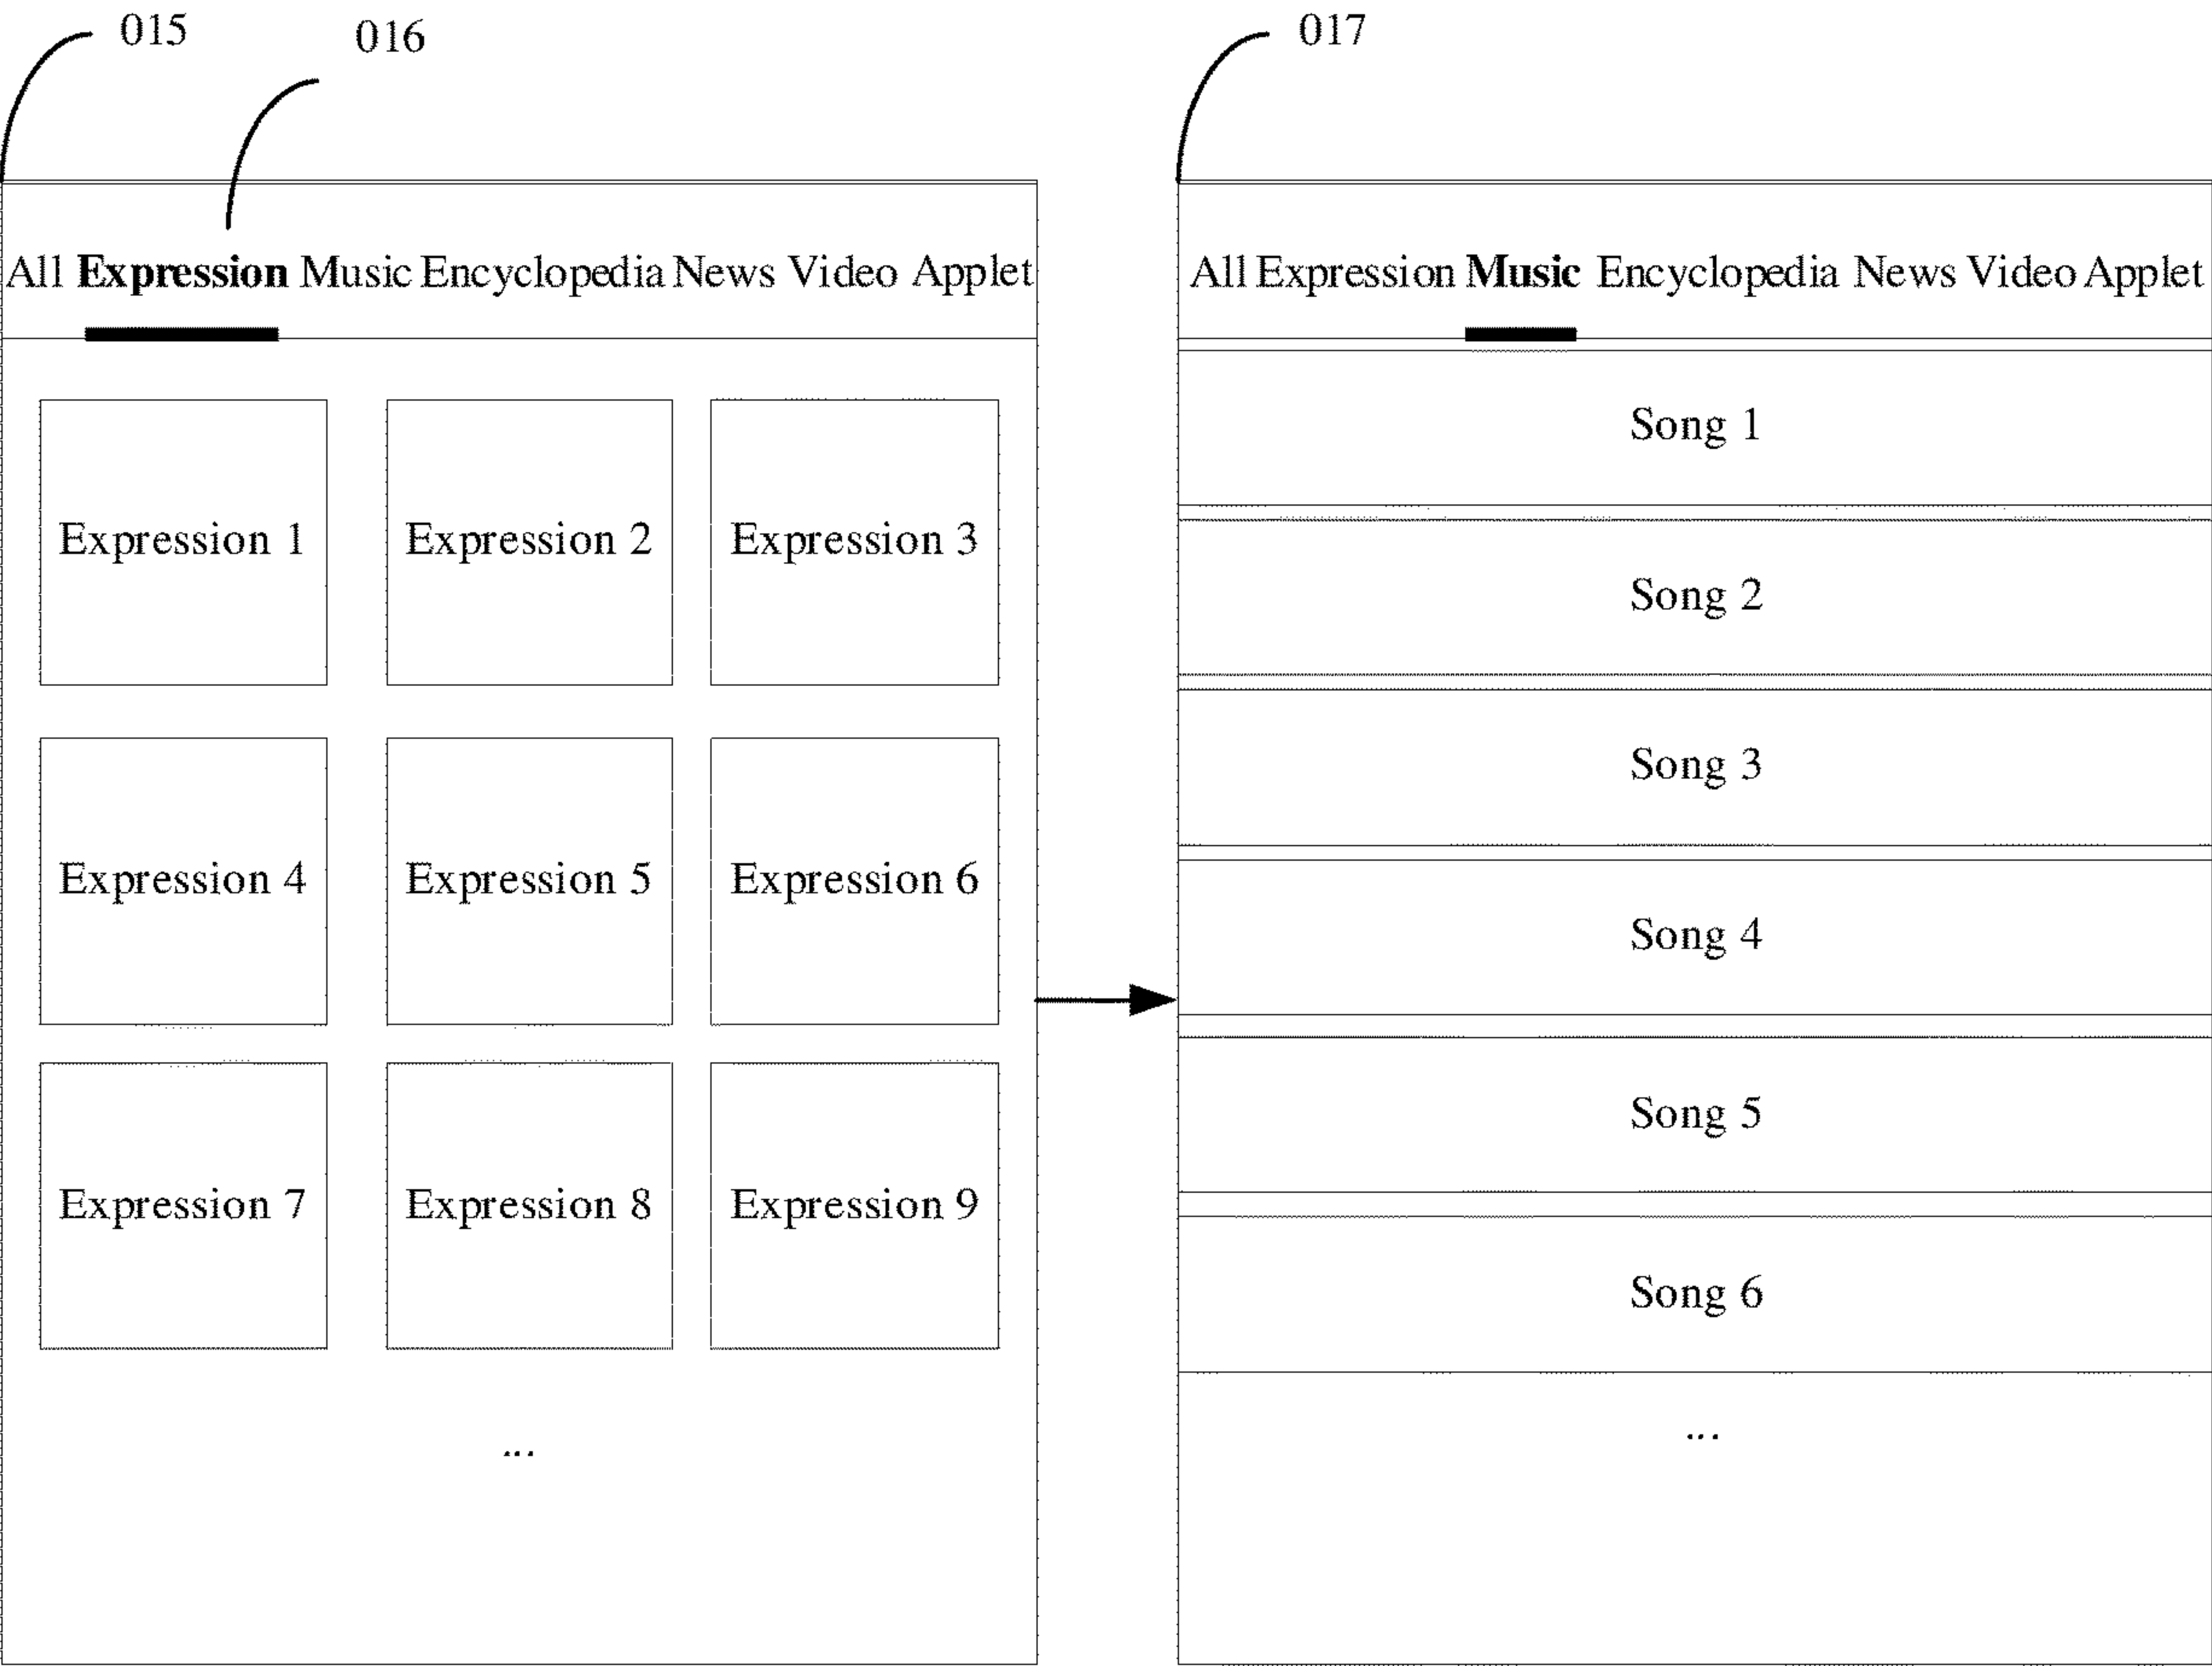 015
016
017
All Expression Music Encyclopedia News Video Applet
Expression 1
Expression 2
Expression 3
Expression 4
Expression 5
Expression 6
Expression 7
Expression 8
Expression 9
...
All Expression Music Encyclopedia News Video Applet
Song 1
Song 2
Song 3
Song 4
Song 5
Song 6
...